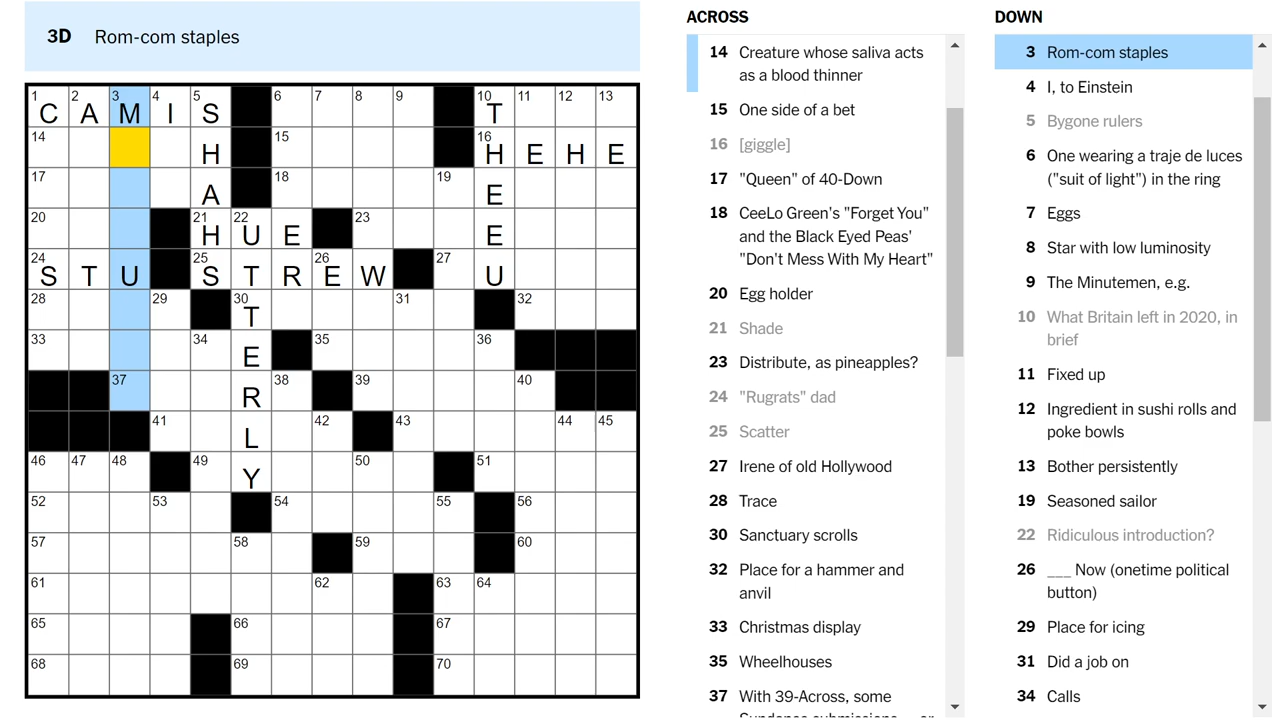 3D Rom-com staples
1 2 3 4 5 6 7 8 9 10 11 12 13
C A M I S T
14 15 16
H H E H E
17 18 19
A E
20 21 22 23
H U E E
24 25 26 27
S T U S T R E W U
28 29 30 31 32
T
33 34 35 36
E
37 38 39 40
R
41 42 43 44 45
L
46 47 48 49 50 51
Y
52 53 54 55 56
57 58 59 60
61 62 63 64
65 66 67
68 69 70
ACROSS
14 Creature whose saliva acts
as a blood thinner
15 One side of a bet
16 [giggle]
17 "Queen" of 40-Down
18 CeeLo Green's "Forget You"
and the Black Eyed Peas'
"Don't Mess With My Heart"
20 Egg holder
21 Shade
23 Distribute, as pineapples?
24 "Rugrats" dad
25 Scatter
27 Irene of old Hollywood
28 Trace
30 Sanctuary scrolls
32 Place for a hammer and
anvil
33 Christmas display
35 Wheelhouses
37 With 39-Across, some
DOWN
3 Rom-com staples
4 I, to Einstein
5 Bygone rulers
6 One wearing a traje de luces
("suit of light") in the ring
7 Eggs
8 Star with low luminosity
9 The Minutemen, e.g.
10 What Britain left in 2020, in
brief
11 Fixed up
12 Ingredient in sushi rolls and
poke bowls
13 Bother persistently
19 Seasoned sailor
22 Ridiculous introduction?
26 ___ Now (onetime political
button)
29 Place for icing
31 Did a job on
34 Calls